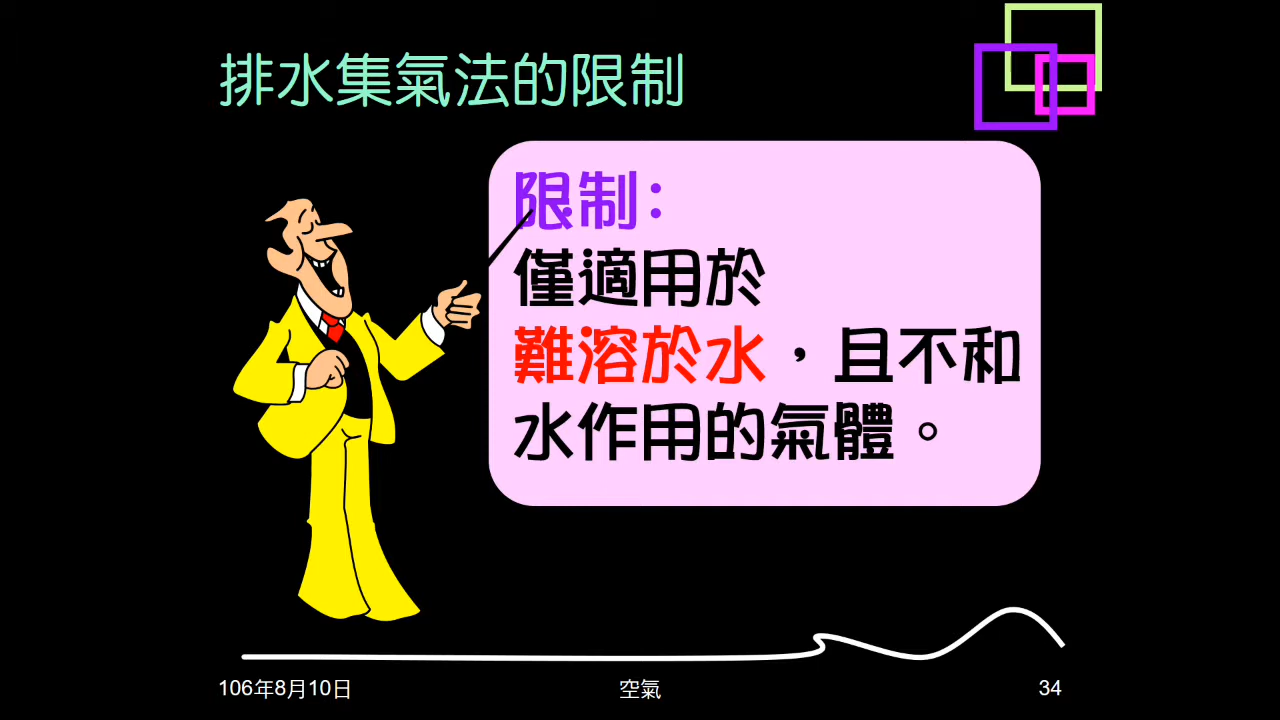 排水集氣法的限制
限制：
僅適用於
難溶於水，且不和
水作用的氣體。
106年8月10日
空氣
34